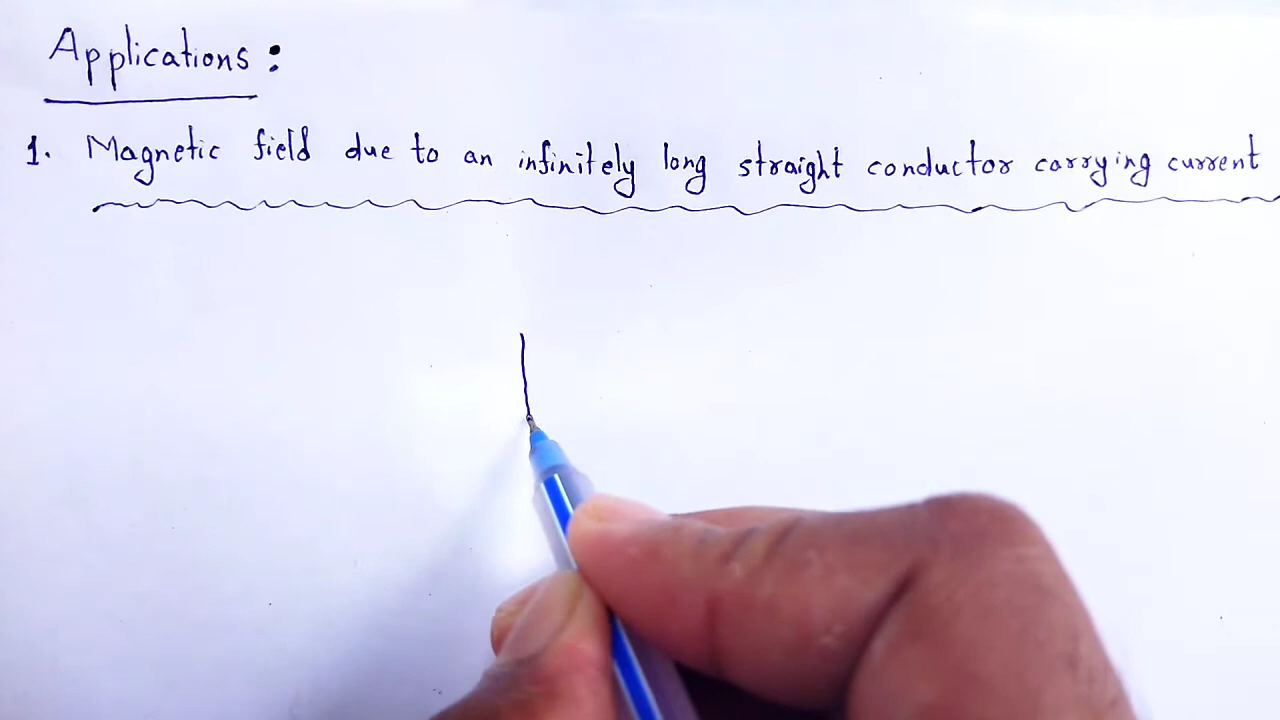 Applications:
1. Magnetic field due to an infinitely long straight conductor carrying current